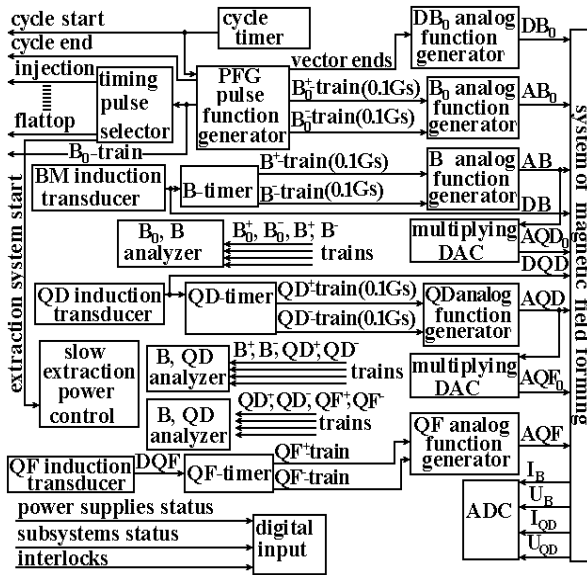 cycle start
cycle timer
DB₀ analog function generator
DB₀
cycle end
vector ends
injection
timing pulse selector
PFG pulse function generator
B₀⁺-train(0.1Gs)
B₀⁻-train(0.1Gs)
B₀ analog function generator
AB₀
flattop
B₀-train
BM induction transducer
B-timer
B⁺-train(0.1Gs)
B⁻-train(0.1Gs)
B analog function generator
AB
DB
B₀, B analyzer
B₀⁺, B₀⁻, B⁺, B⁻
trains
multiplying DAC
AQD₀
DQD
QD induction transducer
QD-timer
QD⁺-train(0.1Gs)
QD⁻-train(0.1Gs)
QDanalog function generator
AQD
slow extraction power control
B, QD analyzer
B⁺, B⁻, QD⁺, QD⁻
trains
multiplying DAC
AQF₀
B, QD analyzer
QD⁺, QD⁻, QF⁺, QF⁻
trains
QF induction transducer
DQF
QF-timer
QF⁺-train
QF⁻-train
QF analog function generator
AQF
power supplies status
subsystems status
interlocks
digital input
ADC
I_B
U_B
I_QD
U_QD
extraction system start
system of magnetic field forming